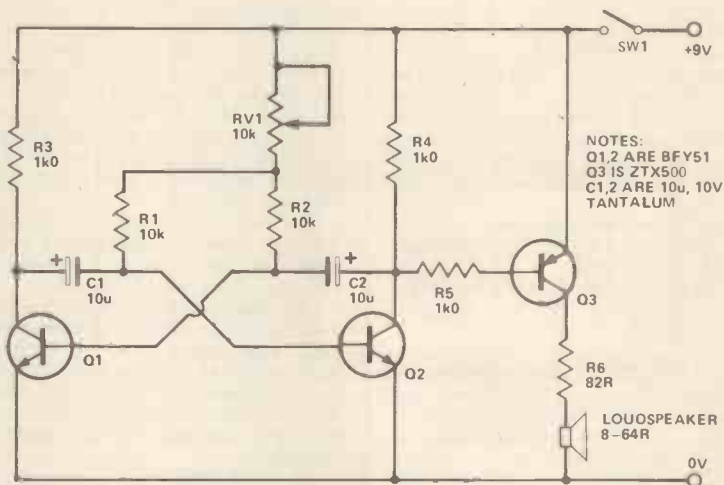 SW1
+9V
RV1
10k
R3
1k0
R4
1k0
NOTES:
Q1,2 ARE BFY51
Q3 IS ZTX500
C1,2 ARE 10u, 10V
TANTALUM
R1
10k
R2
10k
+
C1
10u
+
C2
10u
R5
1k0
Q3
Q1
Q2
R6
82R
LOUDSPEAKER
8–64R
0V